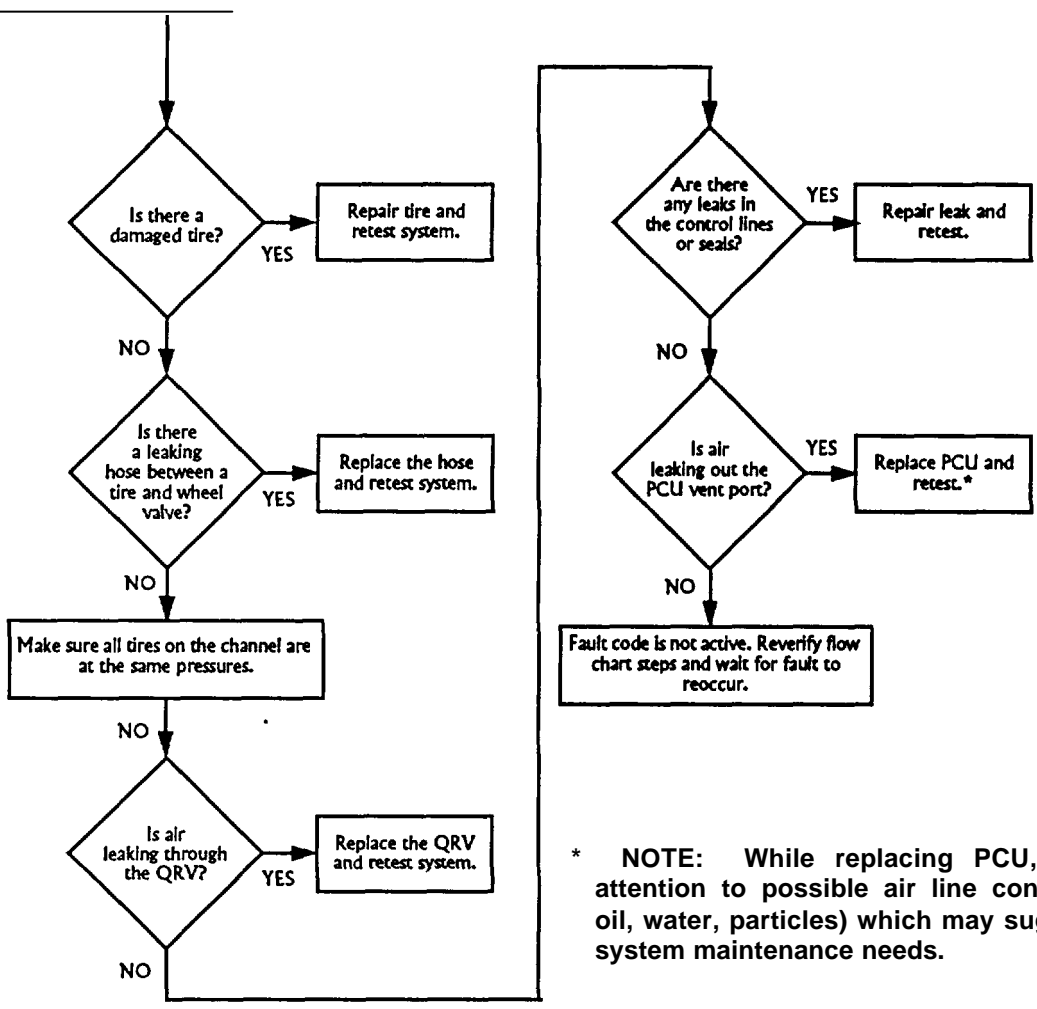 Is there a
damaged tire?
YES
Repair tire and
retest system.
NO
Is there
a leaking
hose between a
tire and wheel
valve?
YES
Replace the hose
and retest system.
NO
Make sure all tires on the channel are
at the same pressures.
NO
Is air
leaking through
the QRV?
YES
Replace the QRV
and retest system.
NO
Are there
any leaks in
the control lines
or seals?
YES
Repair leak and
retest.
NO
Is air
leaking out the
PCU vent port?
YES
Replace PCU and
retest.*
NO
Fault code is not active. Reverify flow
chart steps and wait for fault to
reoccur.
* NOTE: While replacing PCU,
attention to possible air line con
oil, water, particles) which may su
system maintenance needs.